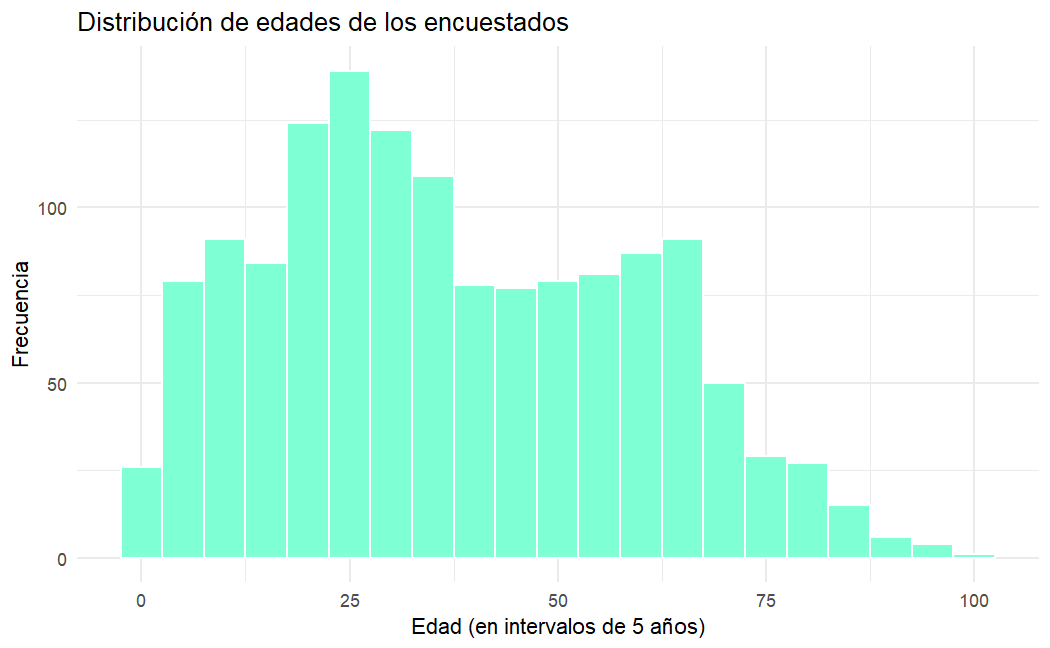 Distribución de edades de los encuestados
Frecuencia
100
50
0
0 25 50 75 100
Edad (en intervalos de 5 años)